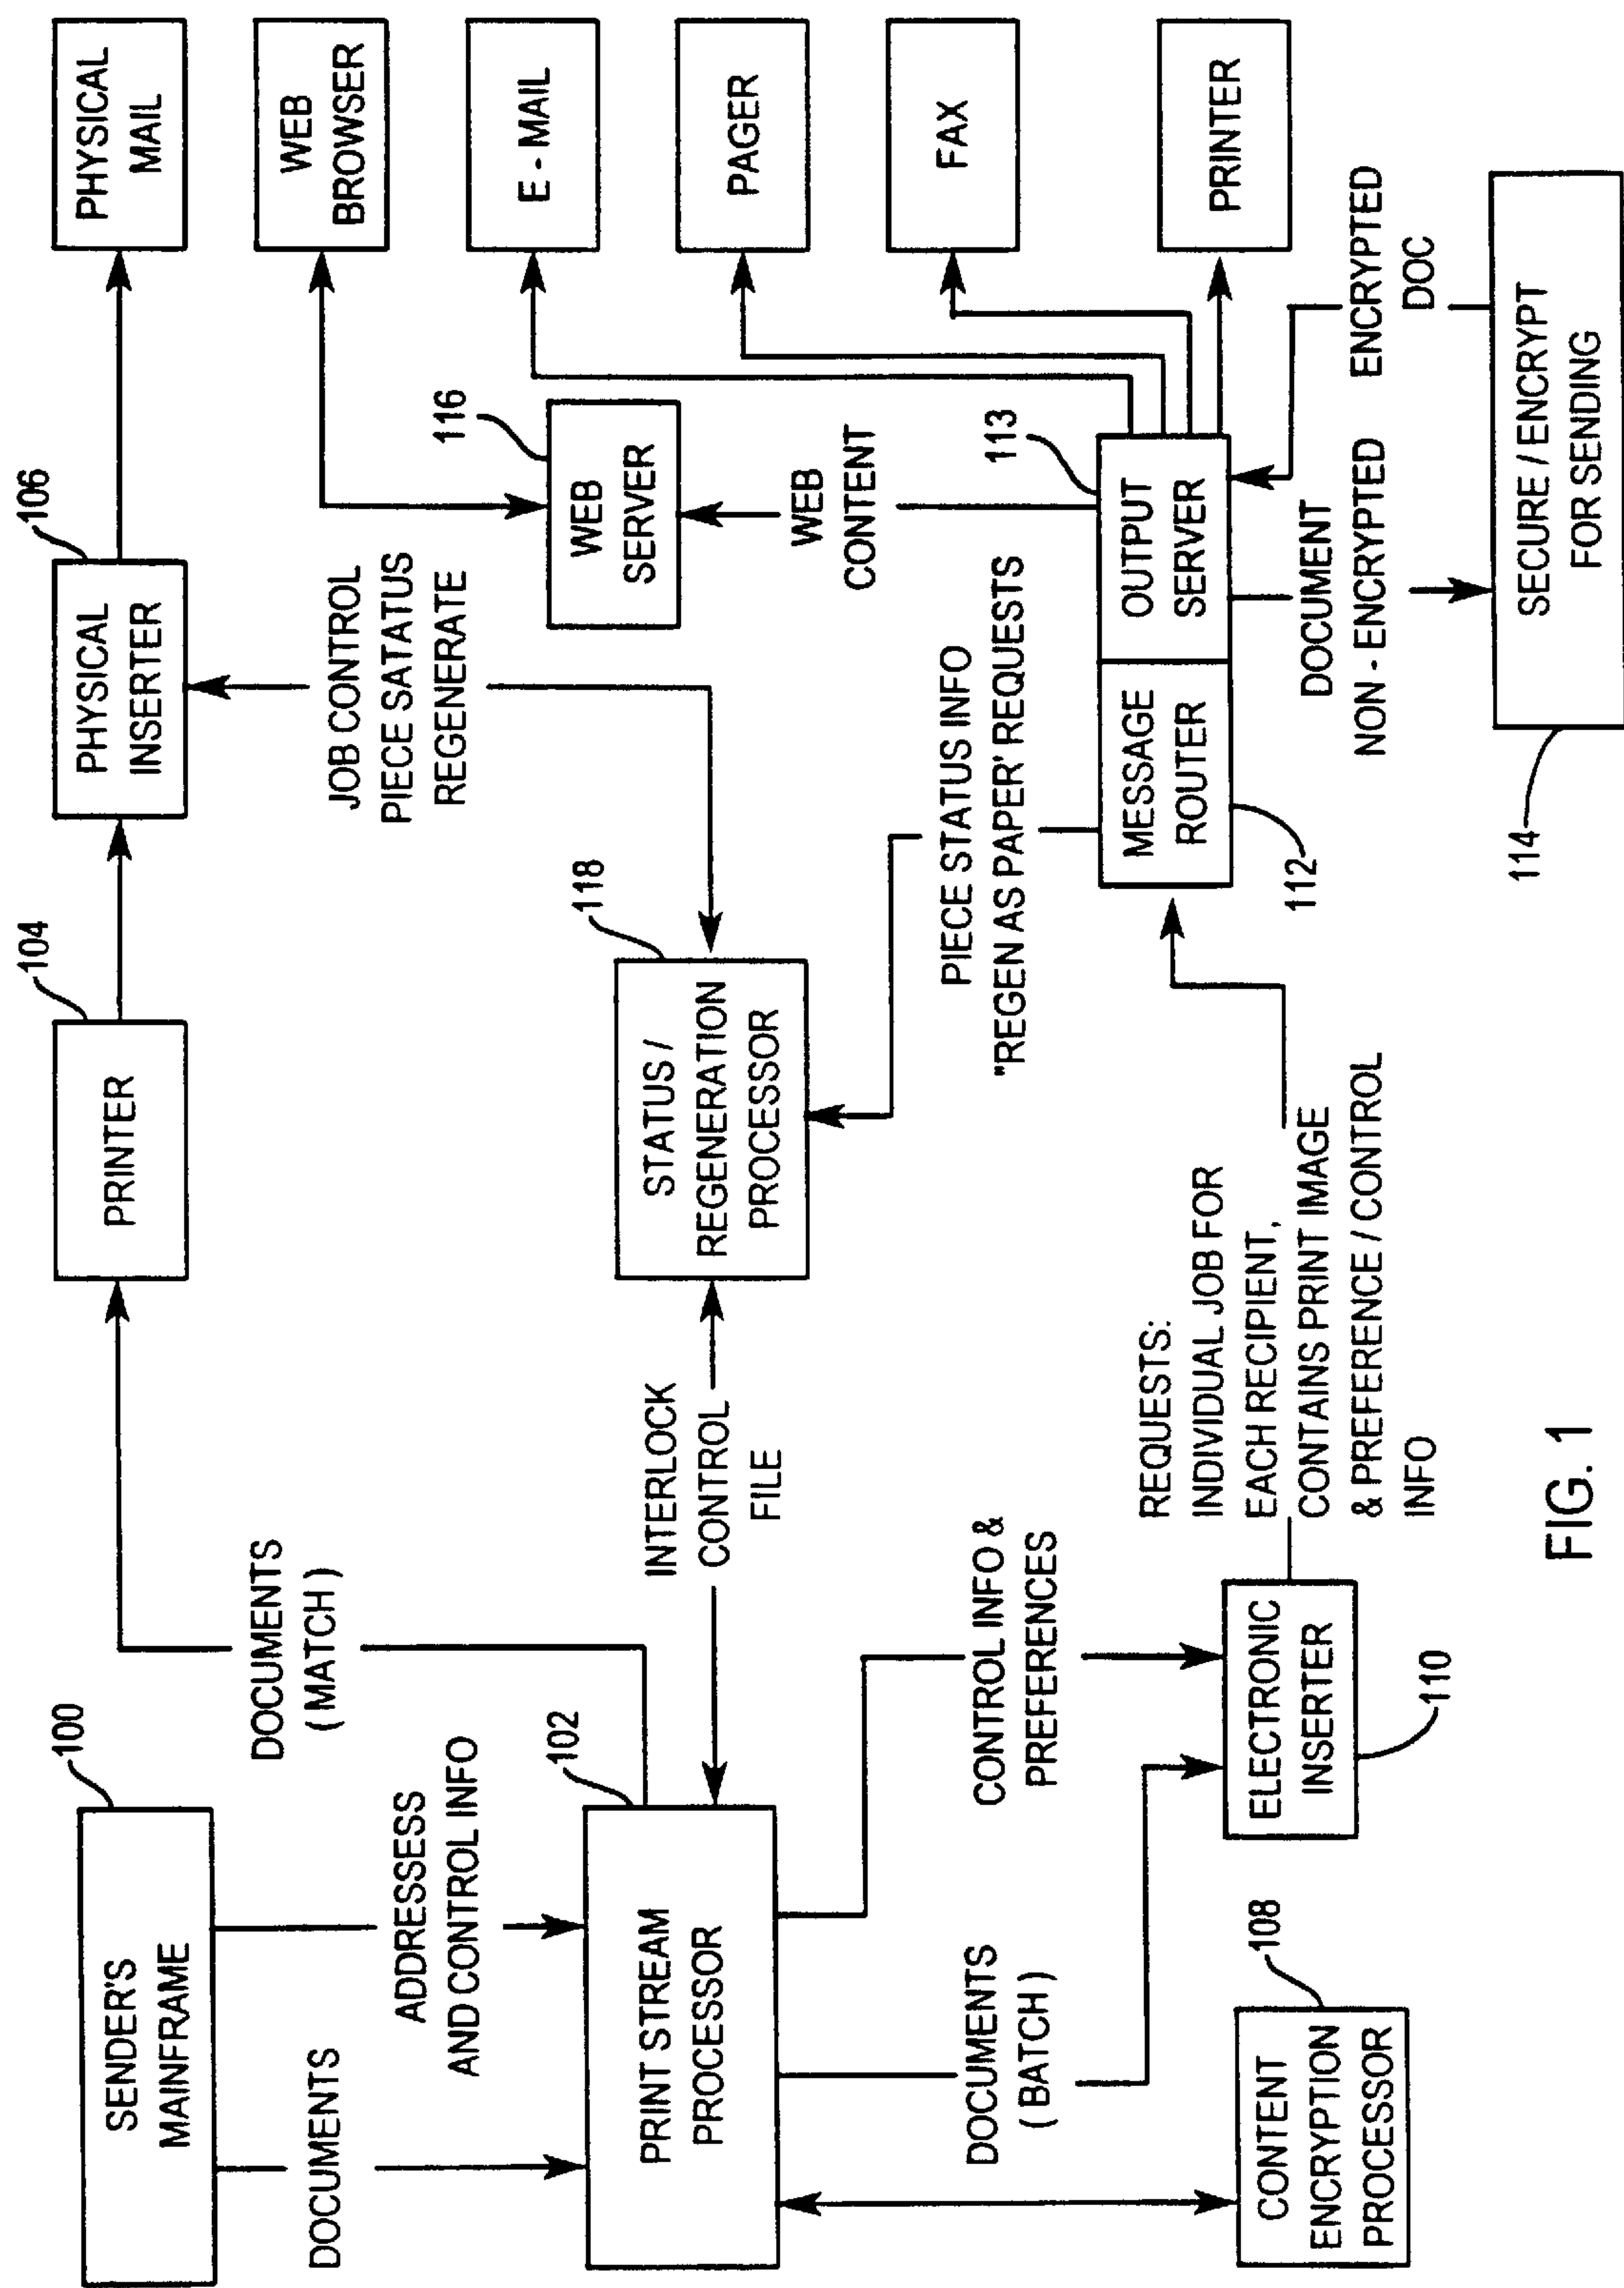 100
SENDER'S
MAINFRAME
DOCUMENTS
ADDRESSES
AND CONTROL INFO
DOCUMENTS
( MATCH )
104
PRINTER
106
PHYSICAL
INSERTER
PHYSICAL
MAIL
102
PRINT STREAM
PROCESSOR
INTERLOCK
CONTROL
FILE
118
STATUS /
REGENERATION
PROCESSOR
JOB CONTROL
PIECE SATATUS
REGENERATE
116
WEB
SERVER
WEB
BROWSER
E - MAIL
PAGER
FAX
PRINTER
WEB
CONTENT
113
PIECE STATUS INFO
"REGEN AS PAPER' REQUESTS
MESSAGE
ROUTER
112
OUTPUT
SERVER
DOCUMENT
NON - ENCRYPTED
ENCRYPTED
DOC
SECURE / ENCRYPT
FOR SENDING
114
CONTROL INFO &
PREFERENCES
DOCUMENTS
( BATCH )
108
CONTENT
ENCRYPTION
PROCESSOR
ELECTRONIC
INSERTER
110
REQUESTS:
INDIVIDUAL JOB FOR
EACH RECIPIENT,
CONTAINS PRINT IMAGE
& PREFERENCE / CONTROL
INFO
FIG. 1